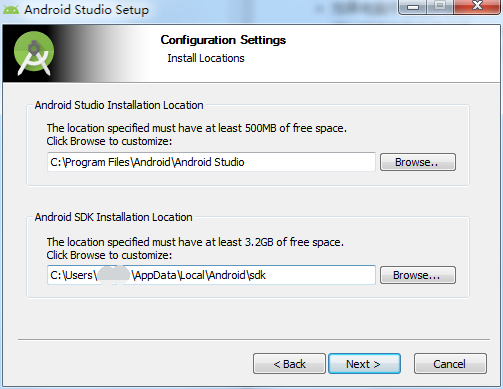 Android Studio Setup
Configuration Settings
Install Locations
Android Studio Installation Location
The location specified must have at least 500MB of free space.
Click Browse to customize:
C:\Program Files\Android\Android Studio
Browse..
Android SDK Installation Location
The location specified must have at least 3.2GB of free space.
Click Browse to customize:
C:\Users\ \AppData\Local\Android\sdk
Browse...
< Back
Next >
Cancel